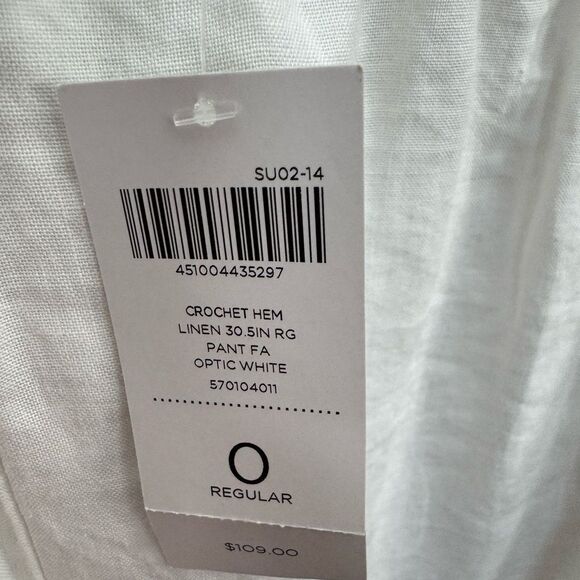 SU02-14
451004435297
CROCHET HEM
LINEN 30.5IN RG
PANT FA
OPTIC WHITE
570104011
0
REGULAR
$109.00